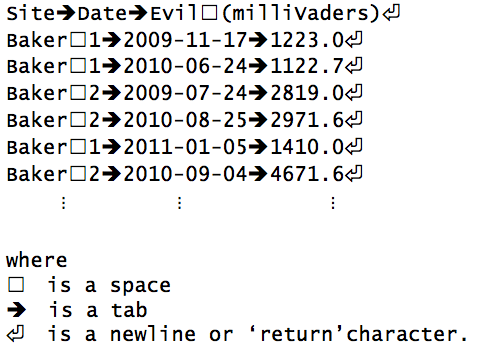 Site➔Date➔Evil□(milliVaders)⏎
Baker□1➔2009-11-17➔1223.0⏎
Baker□1➔2010-06-24➔1122.7⏎
Baker□2➔2009-07-24➔2819.0⏎
Baker□2➔2010-08-25➔2971.6⏎
Baker□1➔2011-01-05➔1410.0⏎
Baker□2➔2010-09-04➔4671.6⏎
⋮ ⋮ ⋮
where
□ is a space
➔ is a tab
⏎ is a newline or ‘return’character.